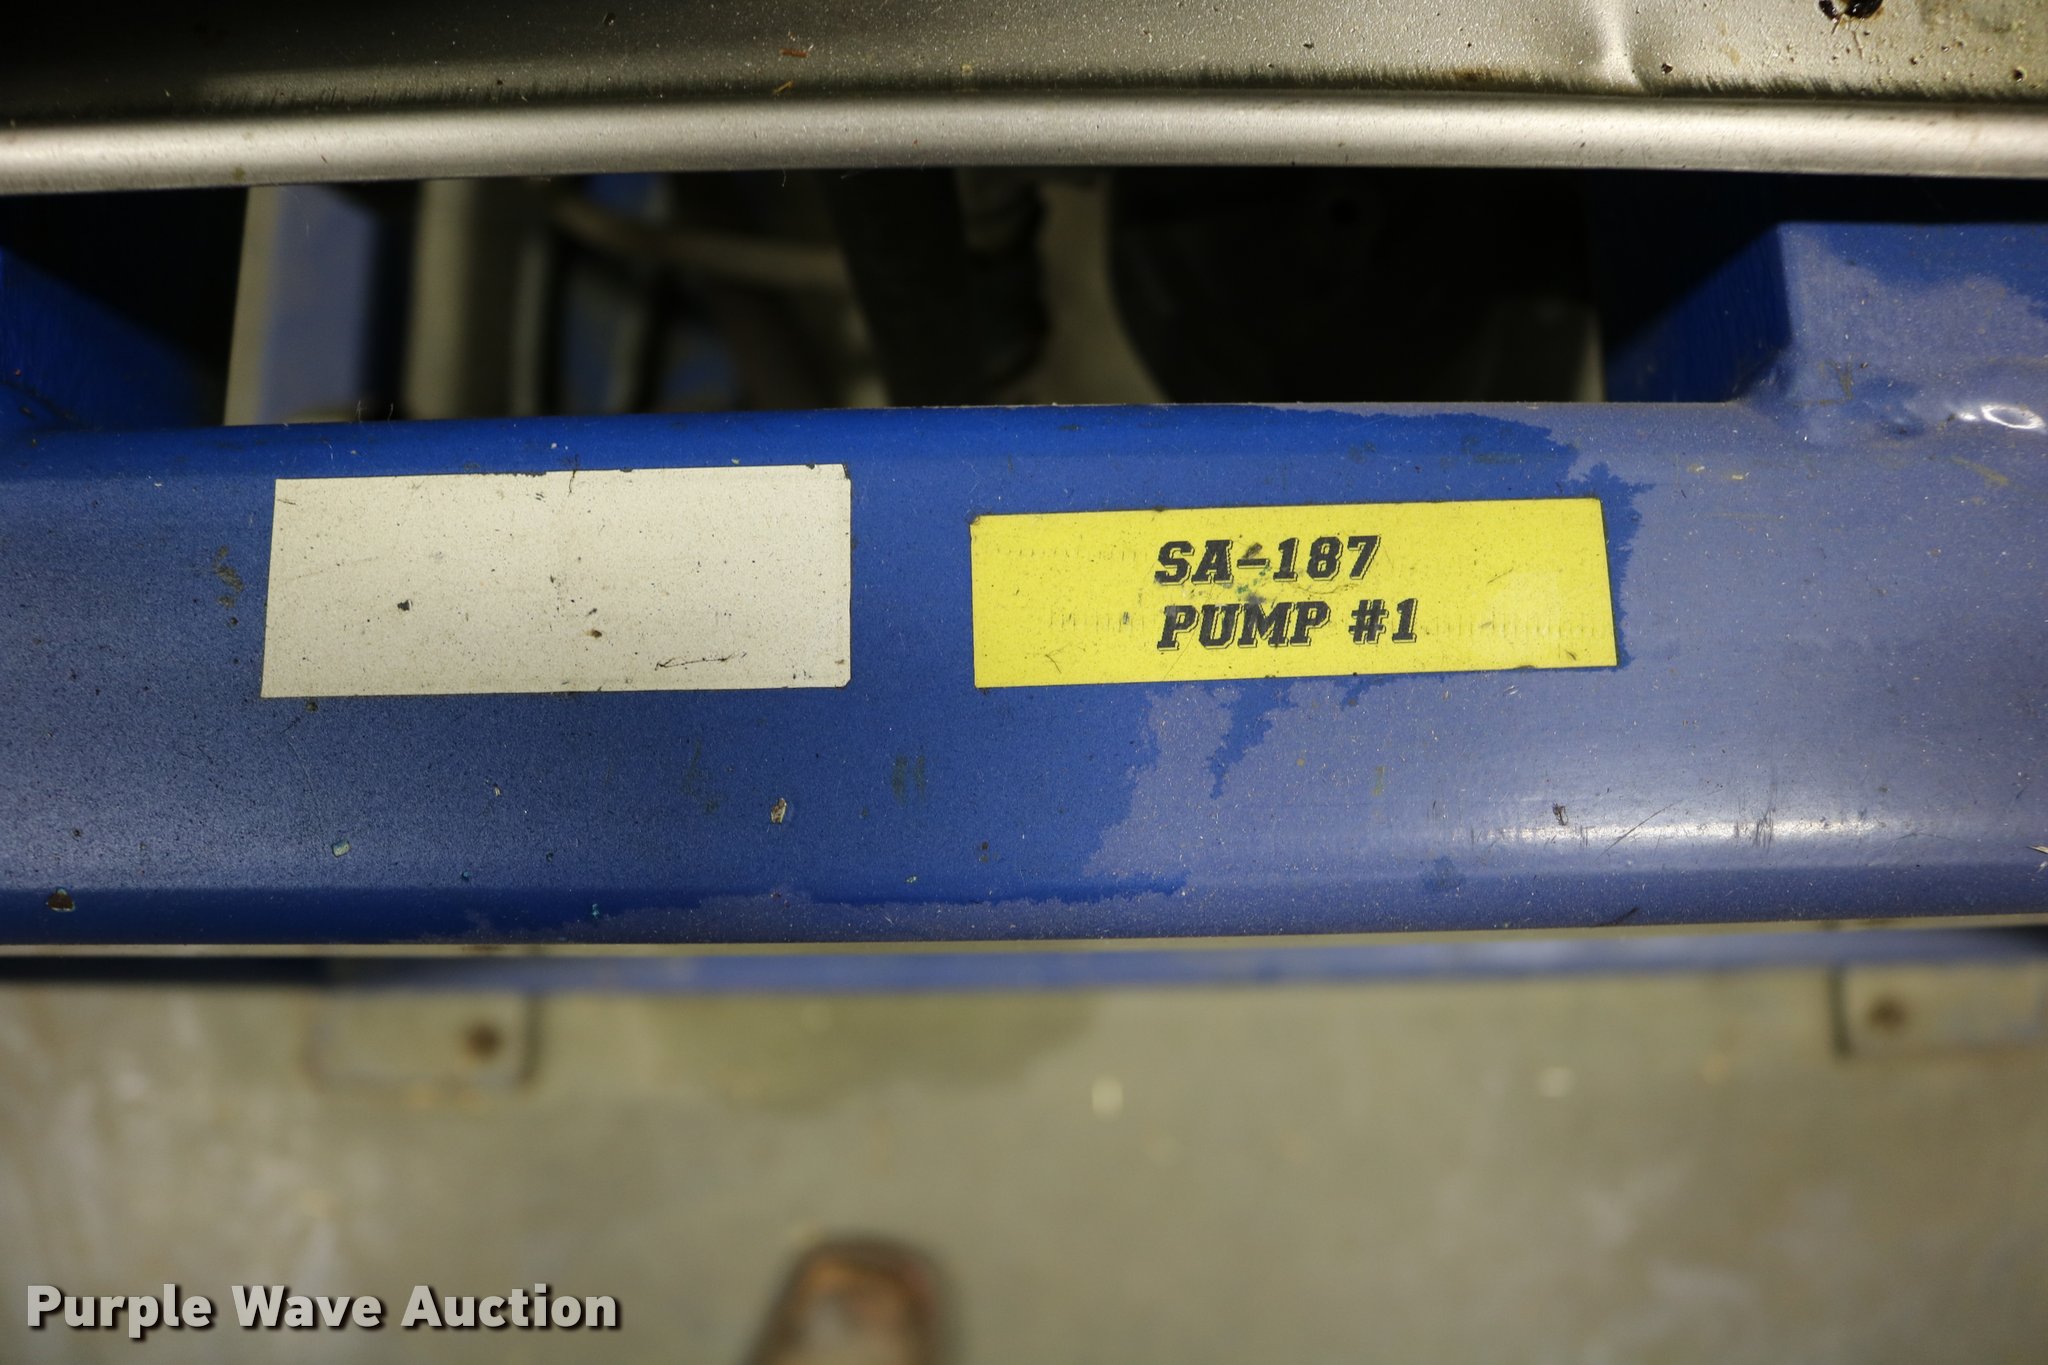 SA-187
PUMP #1
Purple Wave Auction